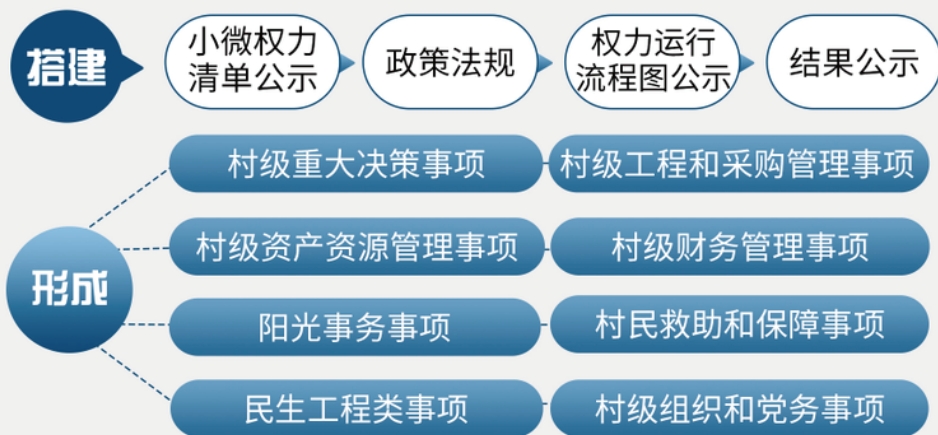 搭建
小微权力
清单公示
政策法规
权力运行
流程图公示
结果公示
形成
村级重大决策事项
村级工程和采购管理事项
村级资产资源管理事项
村级财务管理事项
阳光事务事项
村民救助和保障事项
民生工程类事项
村级组织和党务事项